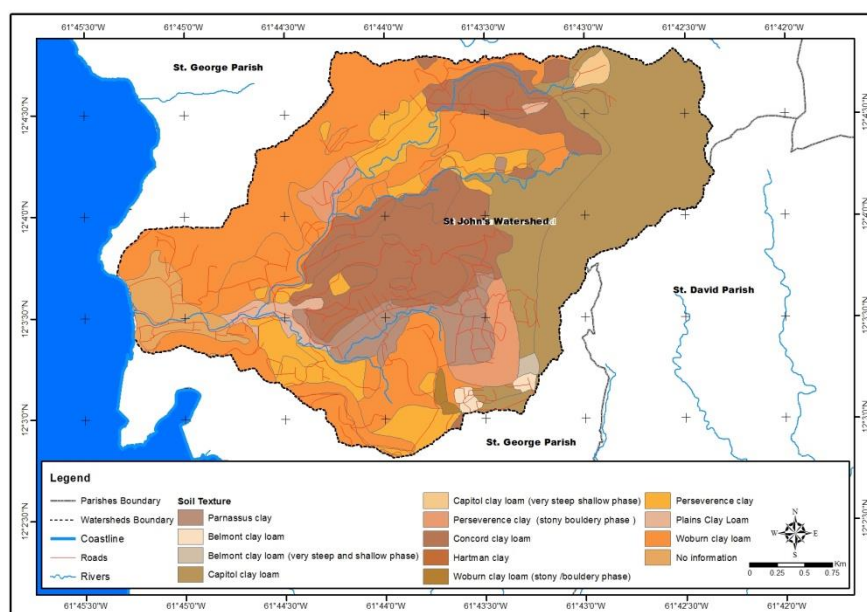 61°45'30"W 61°45'0"W 61°44'30"W 61°44'0"W 61°43'30"W 61°43'0"W 61°42'30"W 61°42'0"W
St. George Parish
12°4'30"N 12°4'30"N
12°4'0"N 12°4'0"N
St John's Watershed
St. David Parish
12°3'30"N 12°3'30"N
12°3'0"N 12°3'0"N
St. George Parish
12°2'30"N 12°2'30"N
Legend
Parishes Boundary
Watersheds Boundary
Coastline
Roads
Rivers
Soil Texture
Parnassus clay
Belmont clay loam
Belmont clay loam (very steep and shallow phase)
Capitol clay loam
Capitol clay loam (very steep shallow phase)
Perseverence clay (stony bouldery phase )
Concord clay loam
Hartman clay
Woburn clay loam (stony /bouldery phase)
Perseverence clay
Plains Clay Loam
Woburn clay loam
No information
N
W E
S
Km
0 0.25 0.5 0.75
61°45'30"W 61°45'0"W 61°44'30"W 61°44'0"W 61°43'30"W 61°43'0"W 61°42'30"W 61°42'0"W